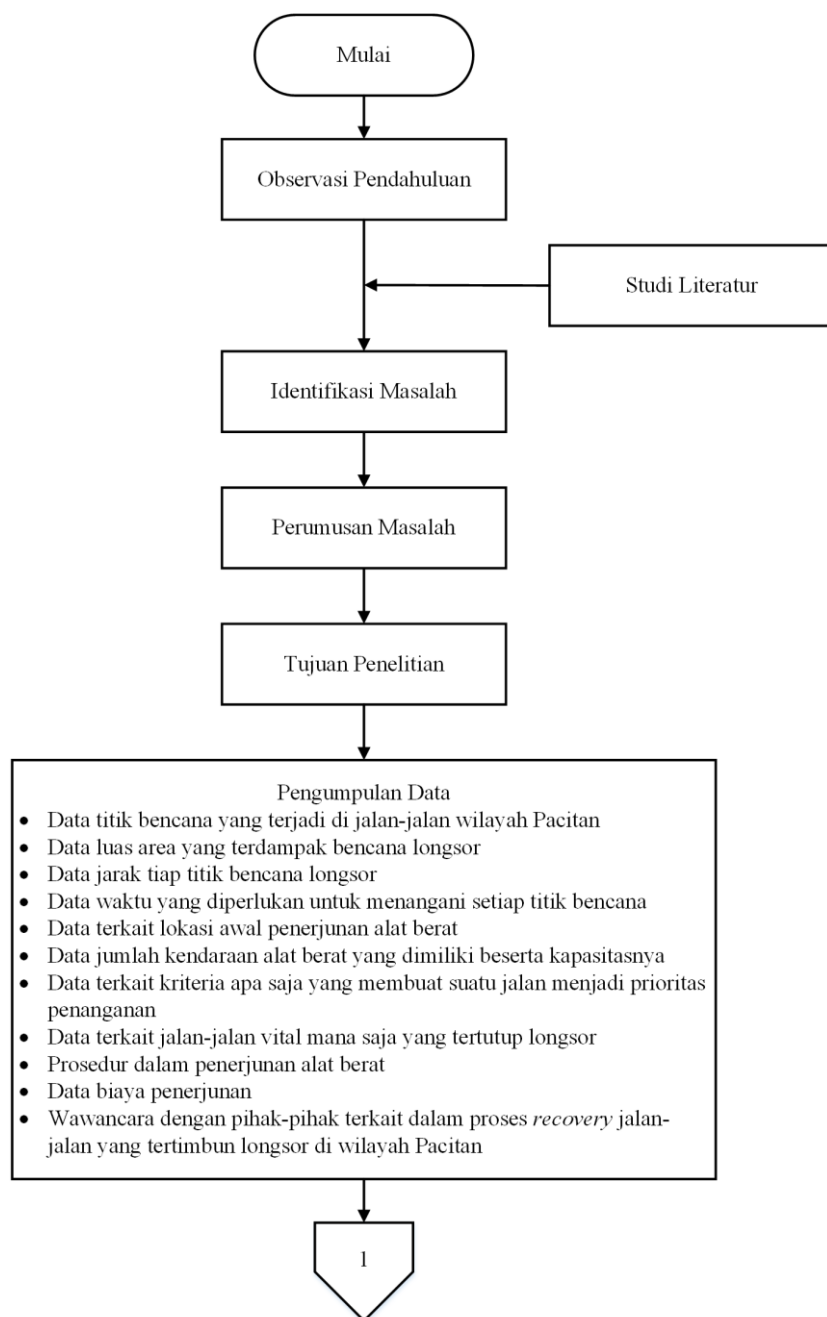 Mulai
Observasi Pendahuluan
Studi Literatur
Identifikasi Masalah
Perumusan Masalah
Tujuan Penelitian
Pengumpulan Data
• Data titik bencana yang terjadi di jalan-jalan wilayah Pacitan
• Data luas area yang terdampak bencana longsor
• Data jarak tiap titik bencana longsor
• Data waktu yang diperlukan untuk menangani setiap titik bencana
• Data terkait lokasi awal penerjunan alat berat
• Data jumlah kendaraan alat berat yang dimiliki beserta kapasitasnya
• Data terkait kriteria apa saja yang membuat suatu jalan menjadi prioritas
penanganan
• Data terkait jalan-jalan vital mana saja yang tertutup longsor
• Prosedur dalam penerjunan alat berat
• Data biaya penerjunan
• Wawancara dengan pihak-pihak terkait dalam proses recovery jalan-
jalan yang tertimbun longsor di wilayah Pacitan
1